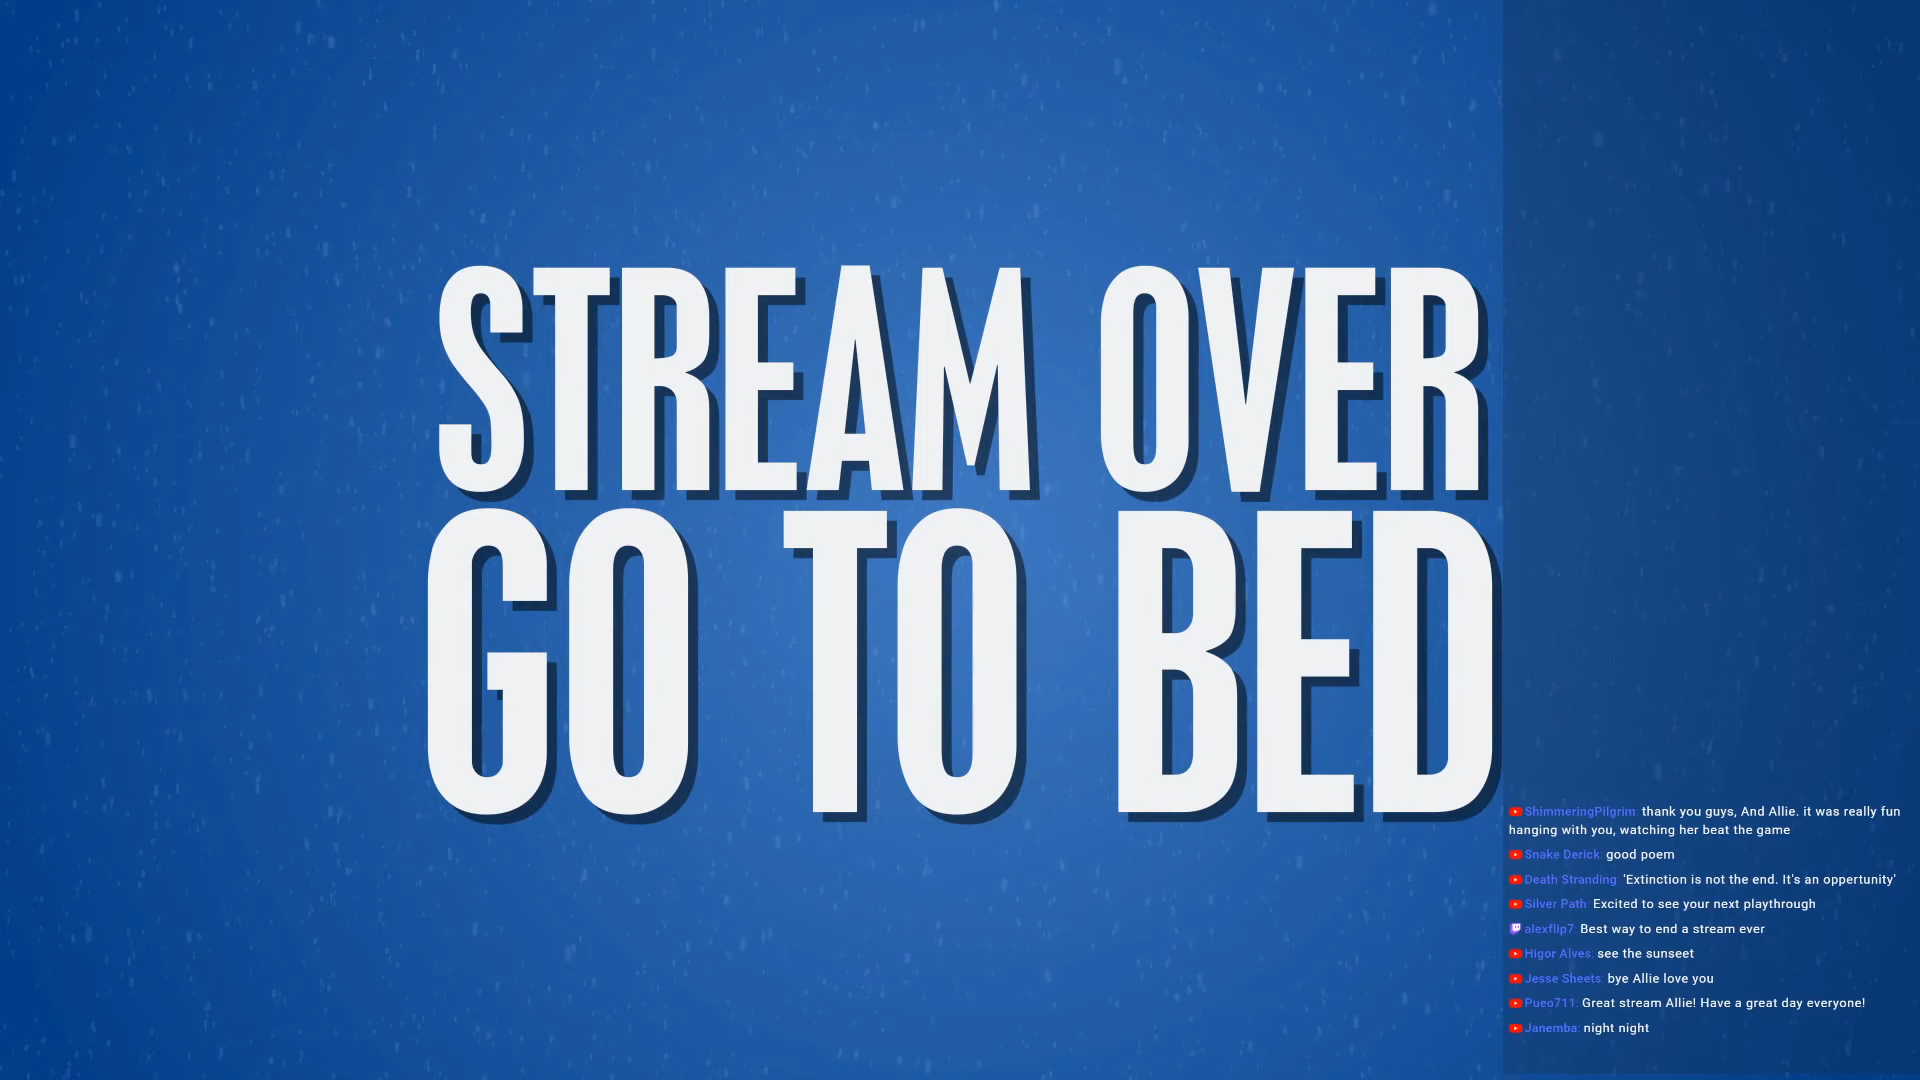 STREAM OVER
GO TO BED
ShimmeringPilgrim: thank you guys, And Allie. it was really fun
hanging with you, watching her beat the game
Snake Derick: good poem
Death Stranding: 'Extinction is not the end. It's an oppertunity'
Silver Path: Excited to see your next playthrough
alexflip7: Best way to end a stream ever
Higor Alves: see the sunseet
Jesse Sheets: bye Allie love you
Pueo711: Great stream Allie! Have a great day everyone!
Janemba: night night